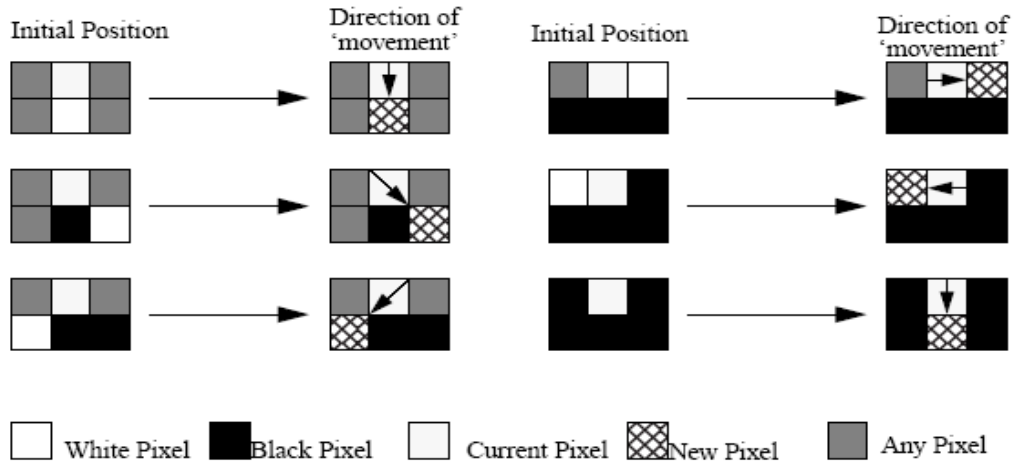 Initial Position
Direction of
‘movement’
Initial Position
Direction of
‘movement’
White Pixel
Black Pixel
Current Pixel
New Pixel
Any Pixel